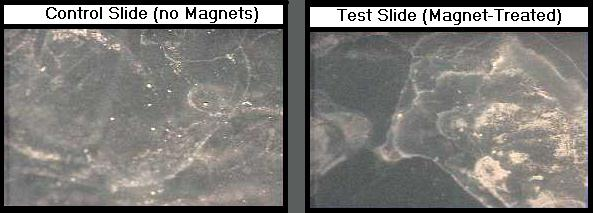 Control Slide (no Magnets)
Test Slide (Magnet-Treated)